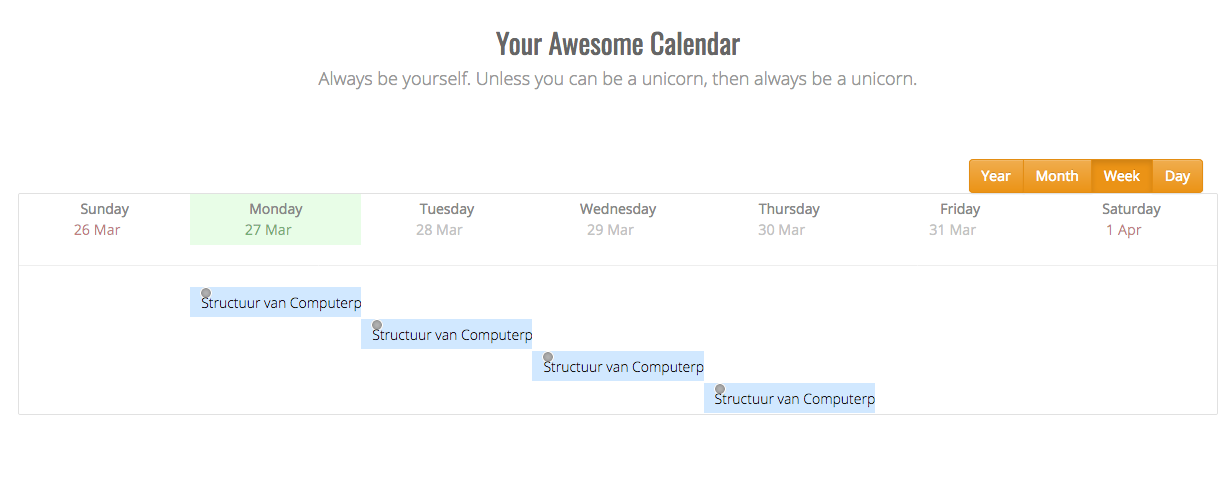 Your Awesome Calendar
Always be yourself. Unless you can be a unicorn, then always be a unicorn.
Year Month Week Day
Sunday Monday Tuesday Wednesday Thursday Friday Saturday
26 Mar 27 Mar 28 Mar 29 Mar 30 Mar 31 Mar 1 Apr
Structuur van Computerp
Structuur van Computerp
Structuur van Computerp
Structuur van Computerp